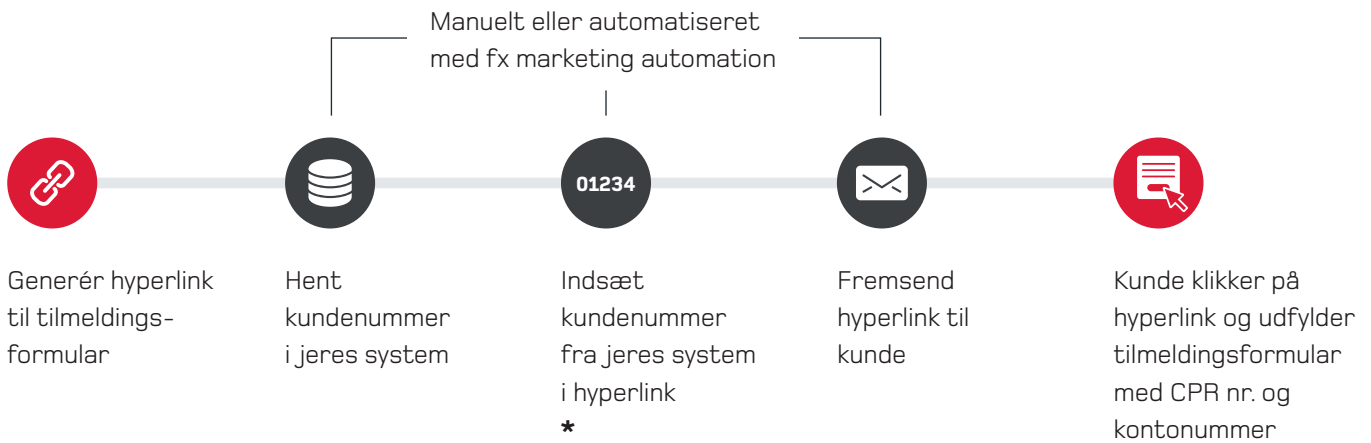 Manuelt eller automatiseret
med fx marketing automation
01234
Generér hyperlink
til tilmeldings-
formular
Hent
kundenummer
i jeres system
Indsæt
kundenummer
fra jeres system
i hyperlink
*
Fremsend
hyperlink til
kunde
Kunde klikker på
hyperlink og udfylder
tilmeldingsformular
med CPR nr. og
kontonummer